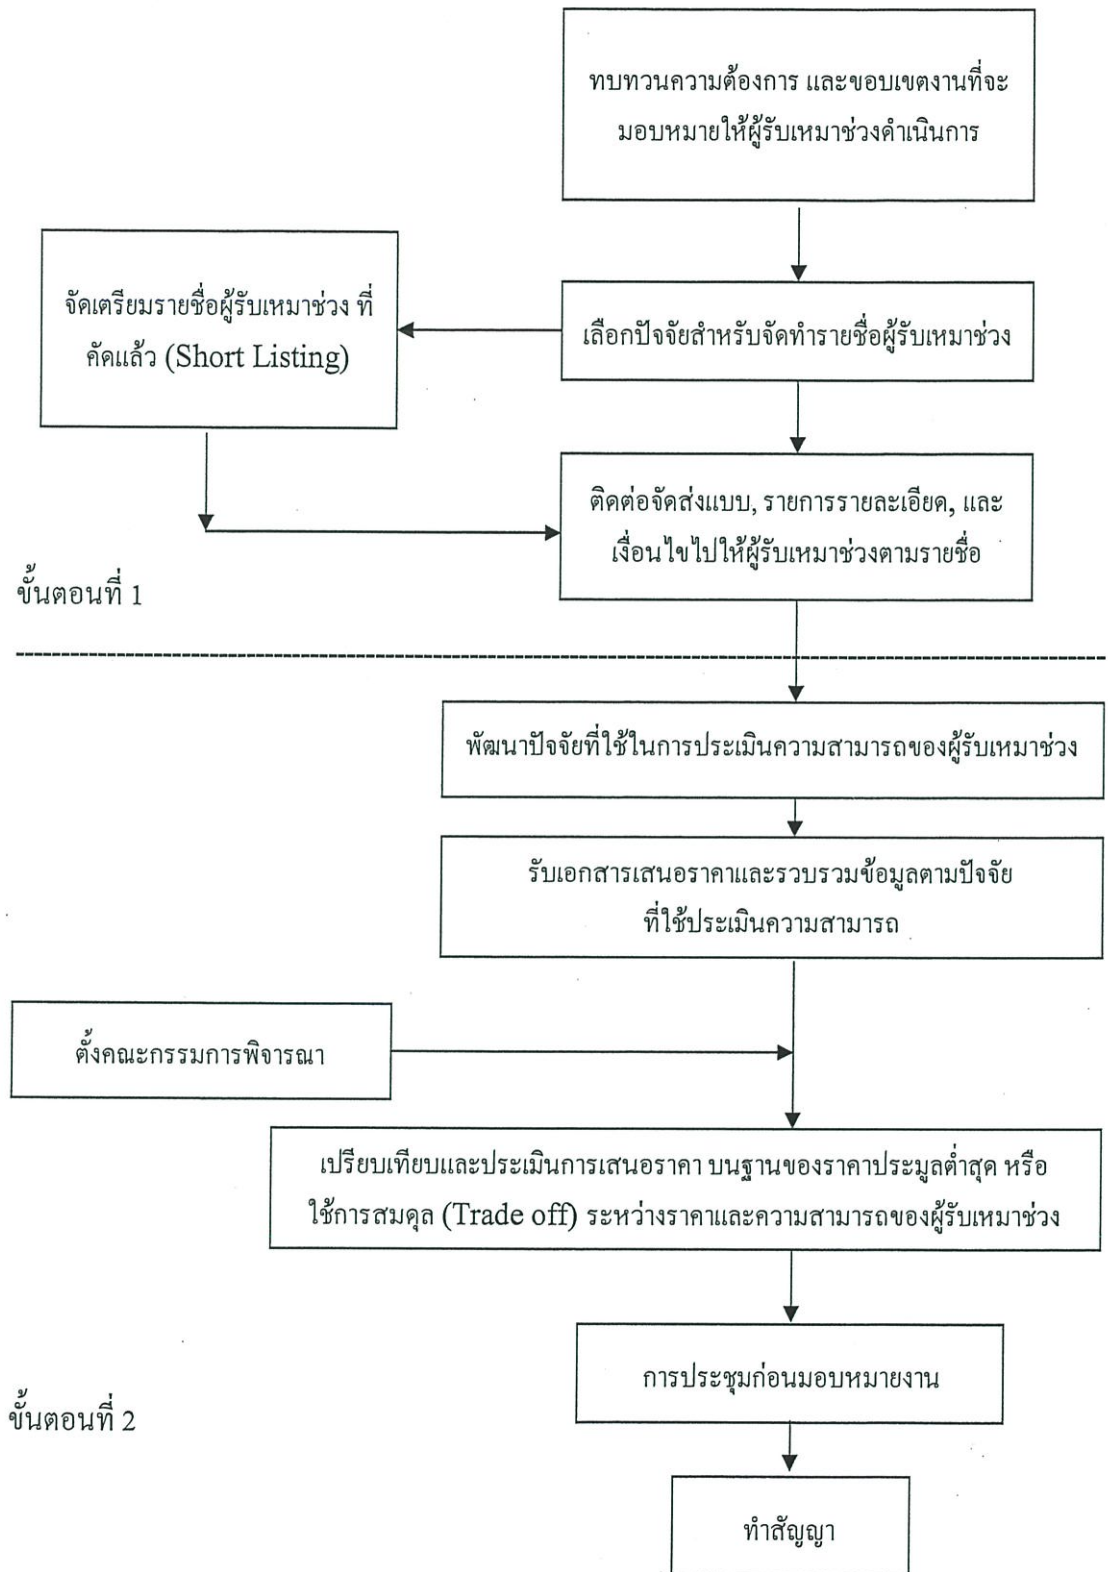 ทบทวนความต้องการ และขอบเขตงานที่จะ
มอบหมายให้ผู้รับเหมาช่วงดำเนินการ
จัดเตรียมรายชื่อผู้รับเหมาช่วง ที่
คัดแล้ว (Short Listing)
เลือกปัจจัยสำหรับจัดทำรายชื่อผู้รับเหมาช่วง
ติดต่อจัดส่งแบบ, รายการรายละเอียด, และ
เงื่อนไขไปให้ผู้รับเหมาช่วงตามรายชื่อ
ขั้นตอนที่ 1
พัฒนาปัจจัยที่ใช้ในการประเมินความสามารถของผู้รับเหมาช่วง
รับเอกสารเสนอราคาและรวบรวมข้อมูลตามปัจจัย
ที่ใช้ประเมินความสามารถ
ตั้งคณะกรรมการพิจารณา
เปรียบเทียบและประเมินการเสนอราคา บนฐานของราคาประมูลต่ำสุด หรือ
ใช้การสมดุล (Trade off) ระหว่างราคาและความสามารถของผู้รับเหมาช่วง
การประชุมก่อนมอบหมายงาน
ขั้นตอนที่ 2
ทำสัญญา